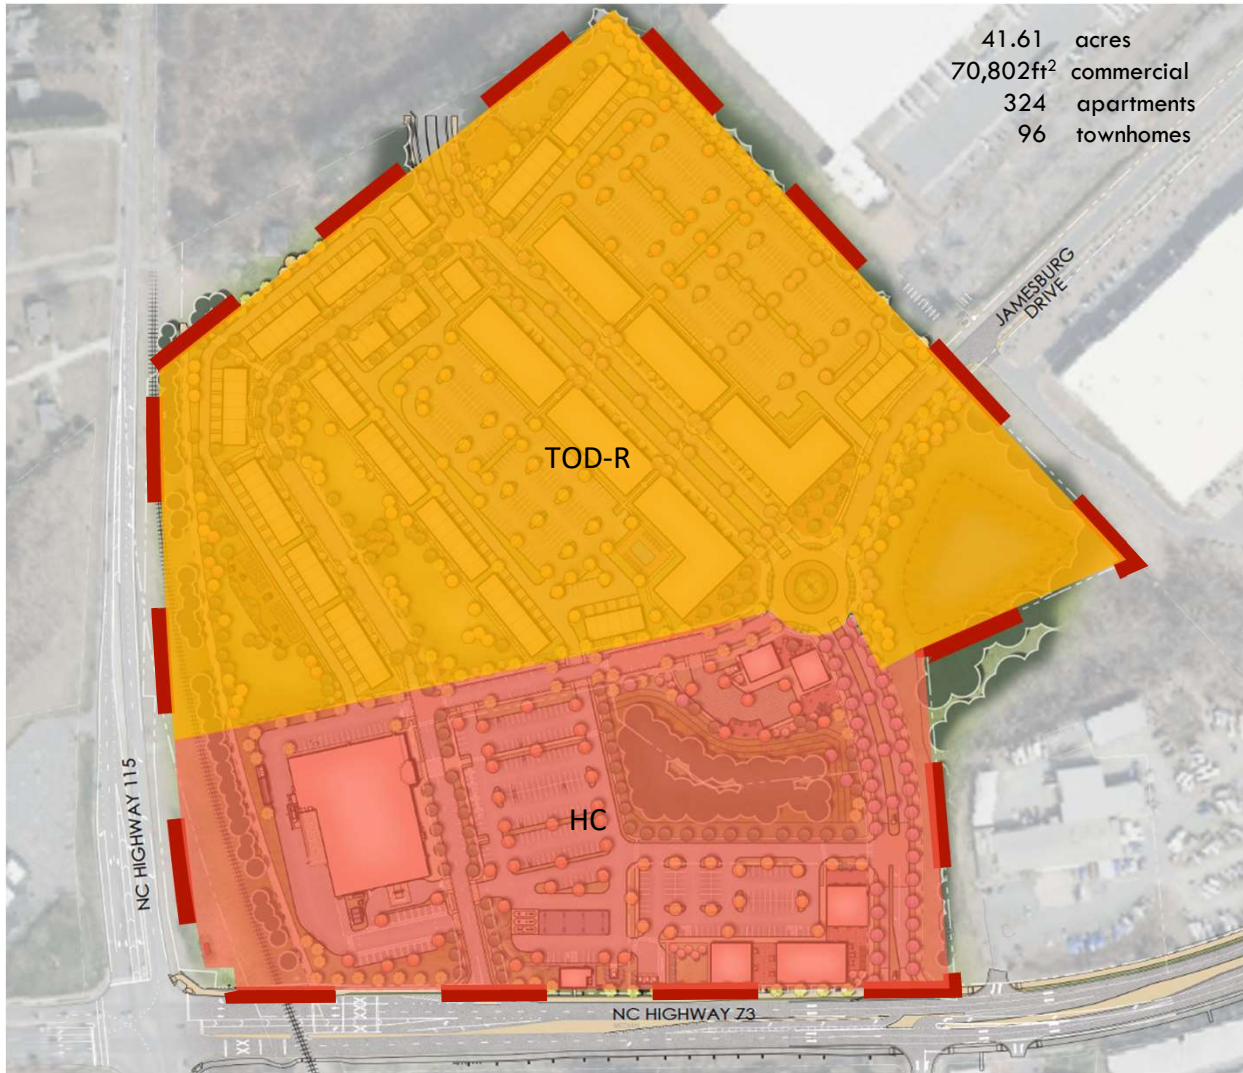 41.61 acres
70,802ft² commercial
324 apartments
96 townhomes
JAMESBURG
DRIVE
TOD-R
HC
NC HIGHWAY 115
NC HIGHWAY 73